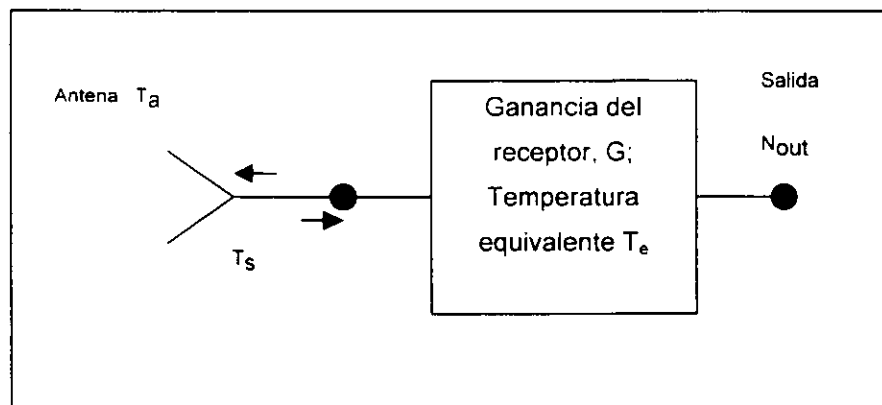 Antena Ta
Ts
Ganancia del
receptor, G;
Temperatura
equivalente Te
Salida
Nout